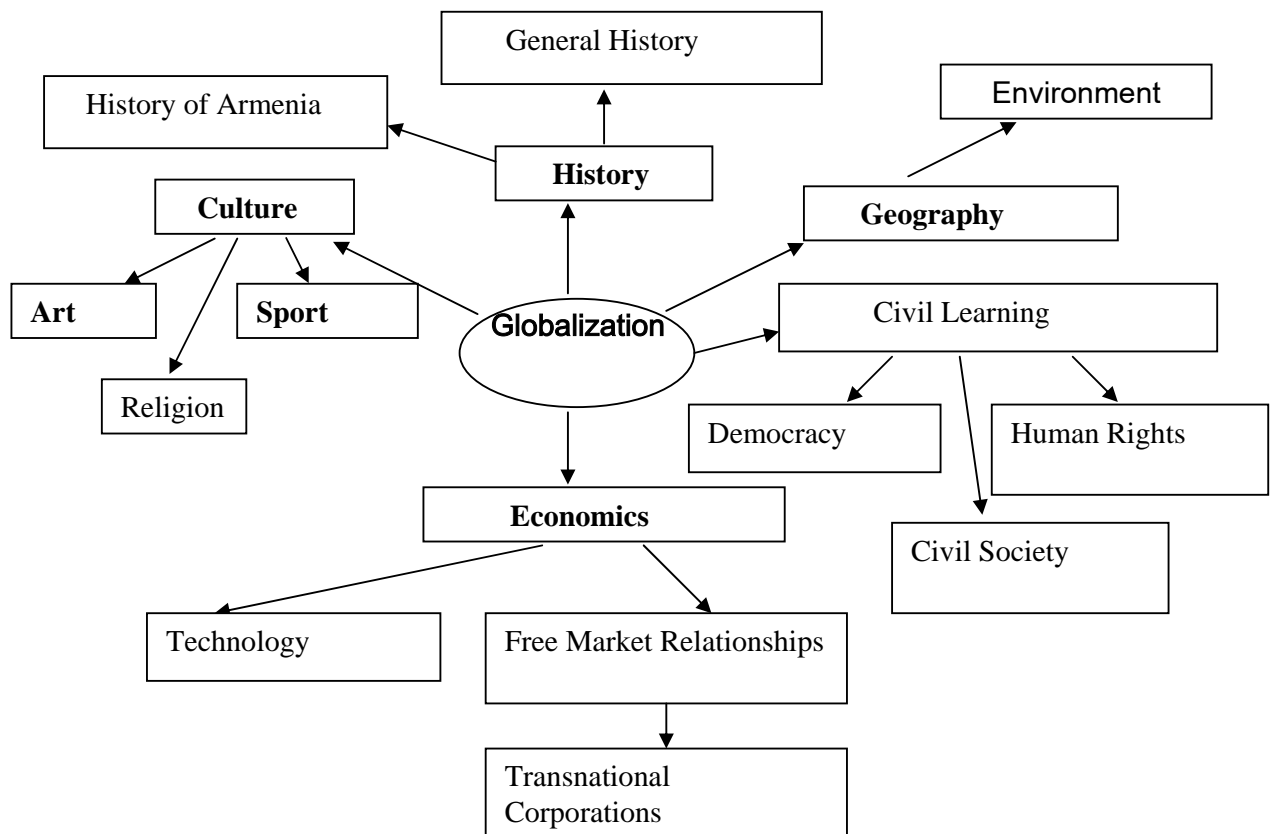 General History
History of Armenia
Environment
History
Culture
Geography
Art
Sport
Globalization
Civil Learning
Religion
Democracy
Human Rights
Economics
Civil Society
Technology
Free Market Relationships
Transnational
Corporations